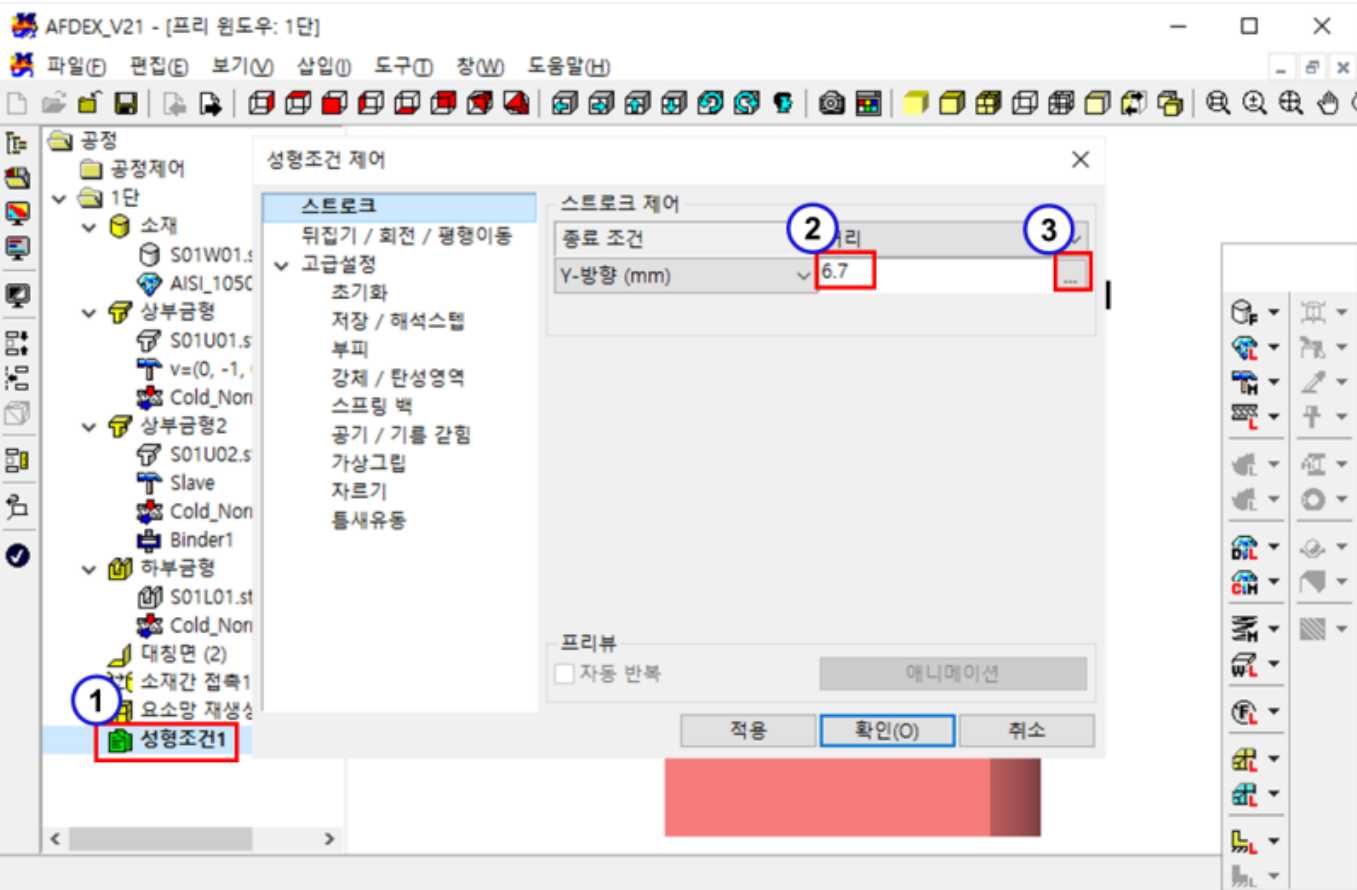 AFDEX_V21 - [프리 윈도우: 1단]
파일(F) 편집(E) 보기(V) 삽입(I) 도구(T) 창(W) 도움말(H)
공정
공정제어
1단
소재
S01W01.s
AISI_1050
상부금형
S01U01.s
v=(0, -1,
Cold_Nor
상부금형2
S01U02.s
Slave
Cold_Nor
Binder1
하부금형
S01L01.st
Cold_Nor
대칭면 (2)
소재간 접촉1
요소망 재생성
1
성형조건1
성형조건 제어
스트로크
뒤집기 / 회전 / 평행이동
고급설정
초기화
저장 / 해석스텝
부피
강체 / 탄성영역
스프링 백
공기 / 기름 갇힘
가상그립
자르기
틈새유동
스트로크 제어
2
3
종료 조건 리
Y-방향 (mm) 6.7 ...
프리뷰
자동 반복 애니메이션
적용 확인(O) 취소